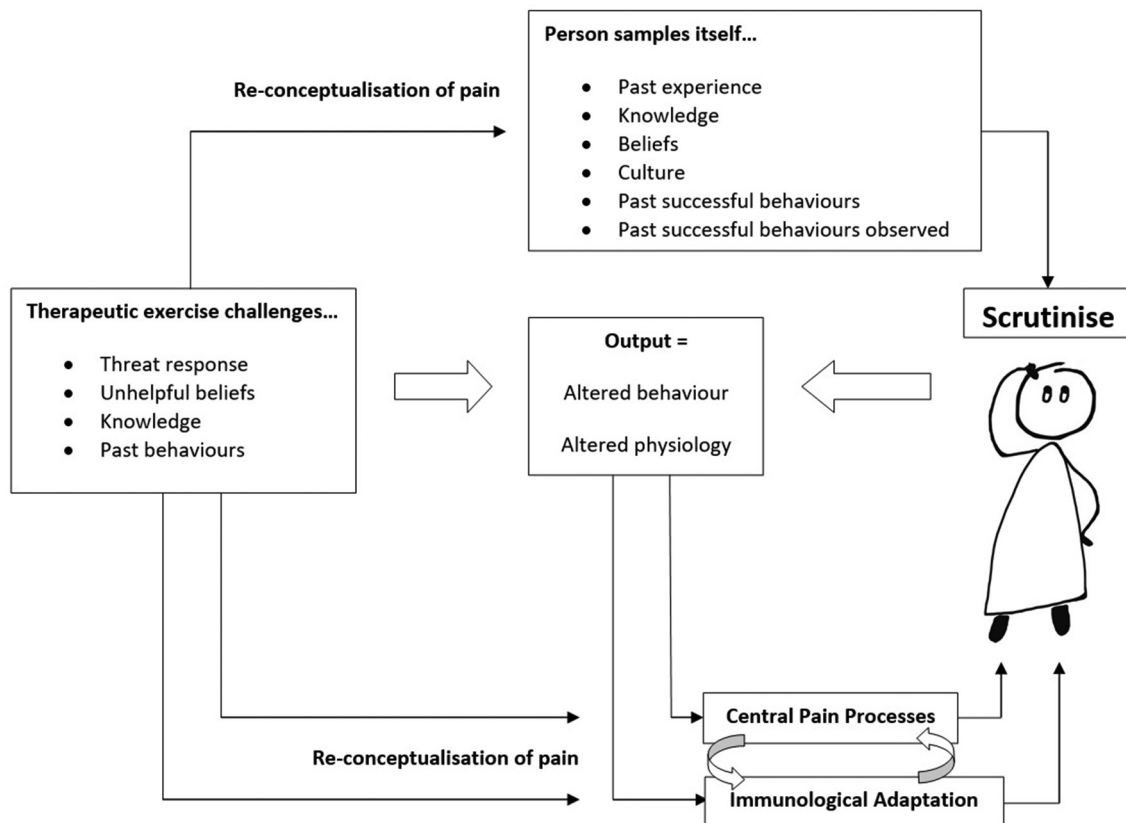 Person samples itself...
Past experience
Knowledge
Beliefs
Culture
Past successful behaviours
Past successful behaviours observed
Re-conceptualisation of pain
Therapeutic exercise challenges...
Threat response
Unhelpful beliefs
Knowledge
Past behaviours
Output =
Altered behaviour
Altered physiology
Scrutinise
Central Pain Processes
Re-conceptualisation of pain
Immunological Adaptation